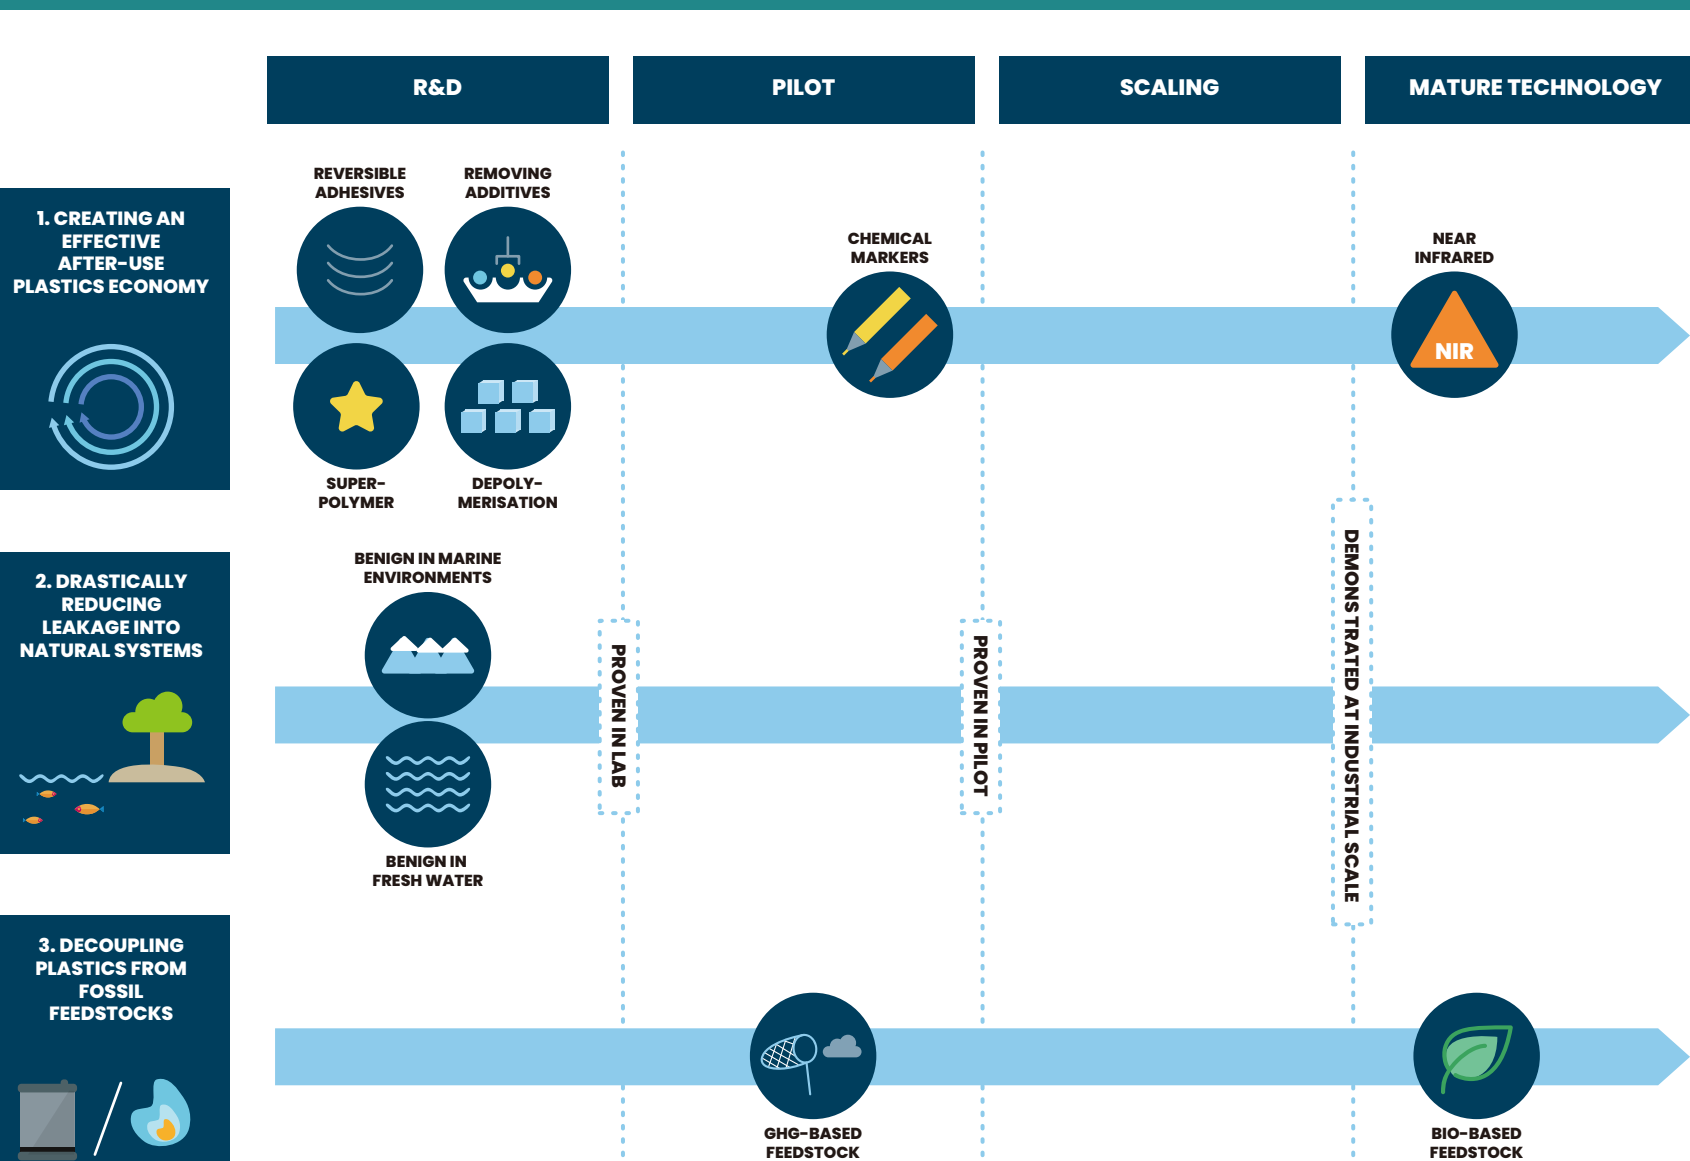 R&D
PILOT
SCALING
MATURE TECHNOLOGY
1. CREATING AN
EFFECTIVE
AFTER-USE
PLASTICS ECONOMY
REVERSIBLE
ADHESIVES
REMOVING
ADDITIVES
CHEMICAL
MARKERS
NEAR
INFRARED
NIR
SUPER-
POLYMER
DEPOLY-
MERISATION
2. DRASTICALLY
REDUCING
LEAKAGE INTO
NATURAL SYSTEMS
BENIGN IN MARINE
ENVIRONMENTS
BENIGN IN
FRESH WATER
PROVEN IN LAB
PROVEN IN PILOT
DEMONSTRATED AT INDUSTRIAL SCALE
3. DECOUPLING
PLASTICS FROM
FOSSIL
FEEDSTOCKS
GHG-BASED
FEEDSTOCK
BIO-BASED
FEEDSTOCK